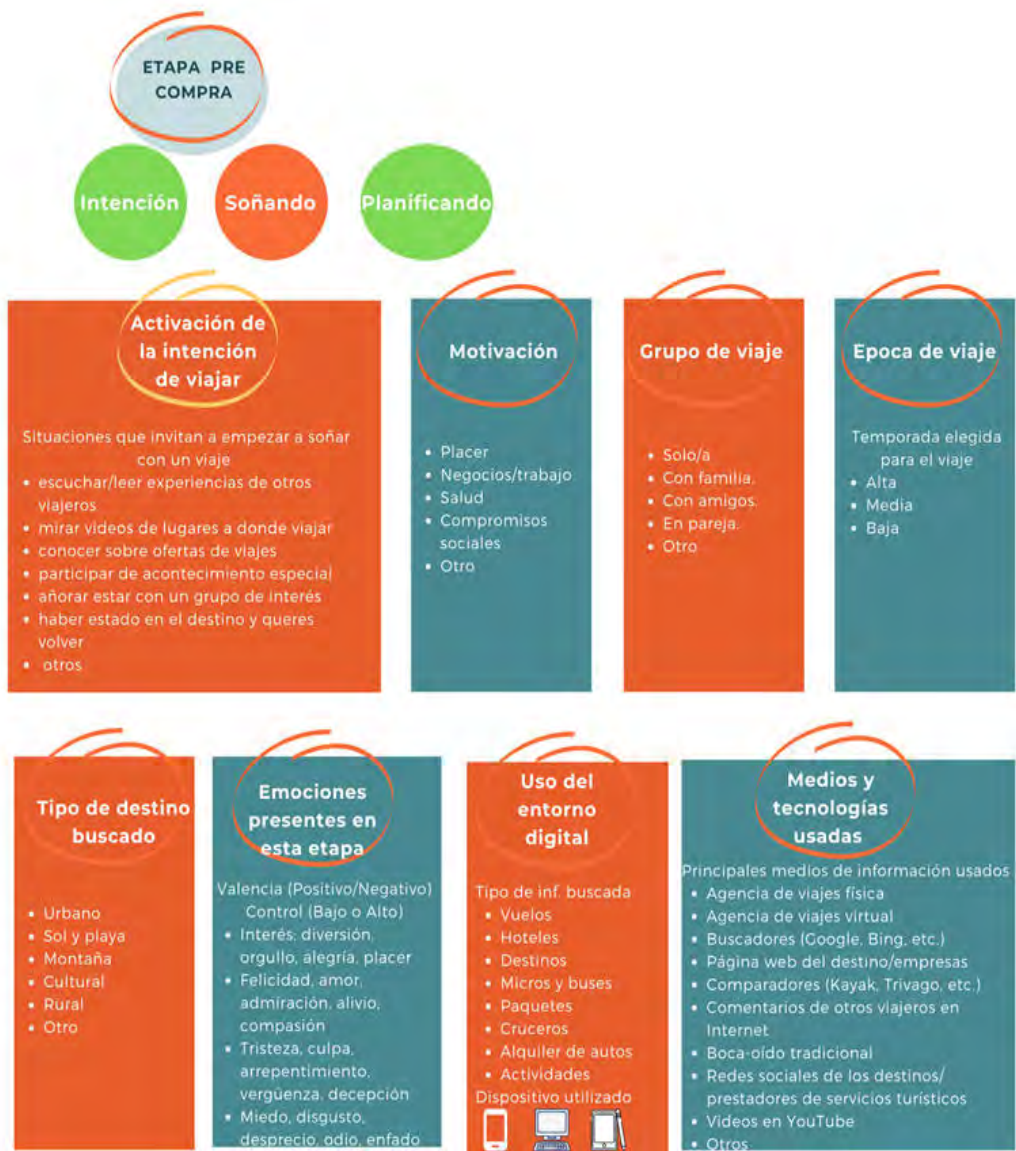 ETAPA PRE
COMPRA
Intención
Soñando
Planificando
Activación de
la intención
de viajar
Situaciones que invitan a empezar a soñar
con un viaje
• escuchar/leer experiencias de otros
viajeros
• mirar videos de lugares a donde viajar
• conocer sobre ofertas de viajes
• participar de acontecimiento especial
• añorar estar con un grupo de interés
• haber estado en el destino y queres
volver
• otros
Motivación
• Placer
• Negocios/trabajo
• Salud
• Compromisos
sociales
• Otro
Grupo de viaje
• Solo/a
• Con familia.
• Con amigos.
• En pareja.
• Otro
Epoca de viaje
Temporada elegida
para el viaje
• Alta
• Media
• Baja
Tipo de destino
buscado
• Urbano
• Sol y playa
• Montaña
• Cultural
• Rural
• Otro
Emociones
presentes en
esta etapa
Valencia (Positivo/Negativo)
Control (Bajo o Alto)
• Interés, diversión,
orgullo, alegría, placer
• Felicidad, amor,
admiración, alivio,
compasión
• Tristeza, culpa,
arrepentimiento,
vergüenza, decepción
• Miedo, disgusto,
desprecio, odio, enfado
Uso del
entorno
digital
Tipo de inf. buscada
• Vuelos
• Hoteles
• Destinos
• Micros y buses
• Paquetes
• Cruceros
• Alquiler de autos
• Actividades
Dispositivo utilizado
Medios y
tecnologías
usadas
Principales medios de información usados
• Agencia de viajes física
• Agencia de viajes virtual
• Buscadores (Google, Bing, etc.)
• Página web del destino/empresas
• Comparadores (Kayak, Trivago, etc.)
• Comentarios de otros viajeros en
Internet
• Boca-oído tradicional
• Redes sociales de los destinos/
prestadores de servicios turísticos
• Videos en YouTube
• Otros